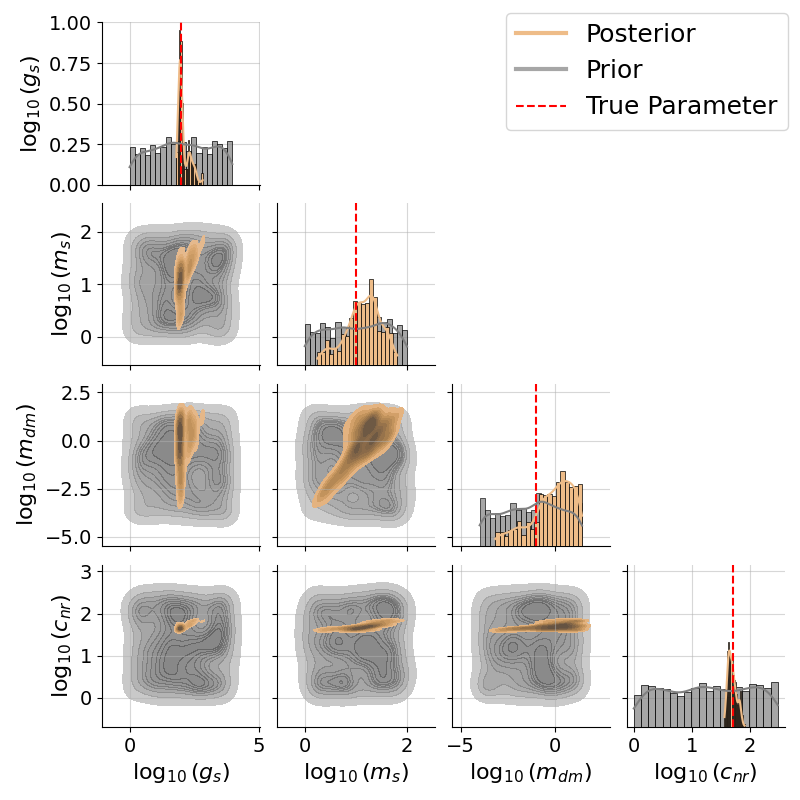 Posterior
Prior
True Parameter
1.00
0.75
0.50
0.25
0.00
log₁₀(g_s)
2
1
0
log₁₀(m_s)
2.5
0.0
−2.5
−5.0
log₁₀(m_dm)
3
2
1
0
log₁₀(c_nr)
0 5
0 2
−5 0
0 1 2
log₁₀(g_s) log₁₀(m_s) log₁₀(m_dm) log₁₀(c_nr)